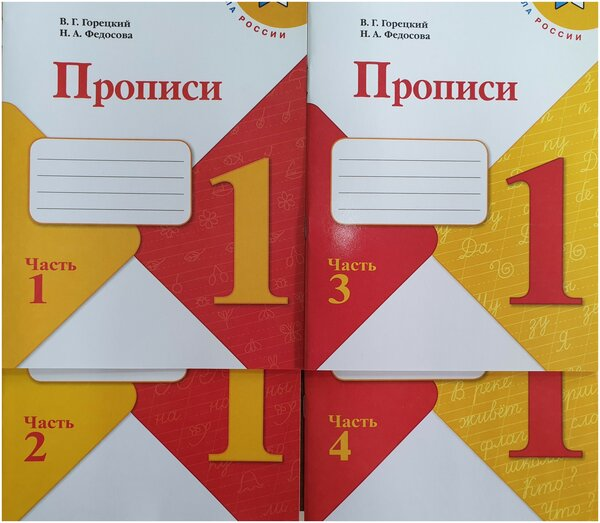 В. Г. Горецкий
Н. А. Федосова
РОССИИ
Прописи
1
Часть
1
В. Г. Горецкий
Н. А. Федосова
РОССИИ
Прописи
1
Часть
3
Часть
2
1
Часть
4
1
В реке
живёт
Кто?
Что?